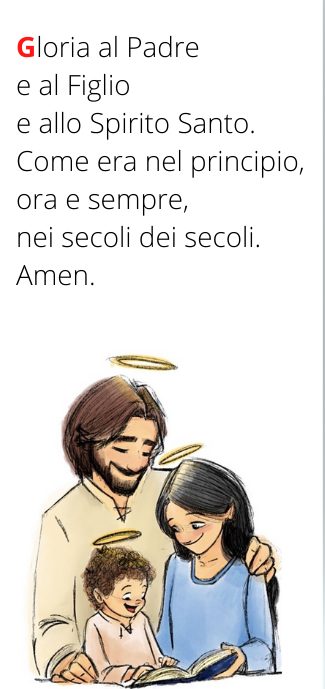 Gloria al Padre
e al Figlio
e allo Spirito Santo.
Come era nel principio,
ora e sempre,
nei secoli dei secoli.
Amen.